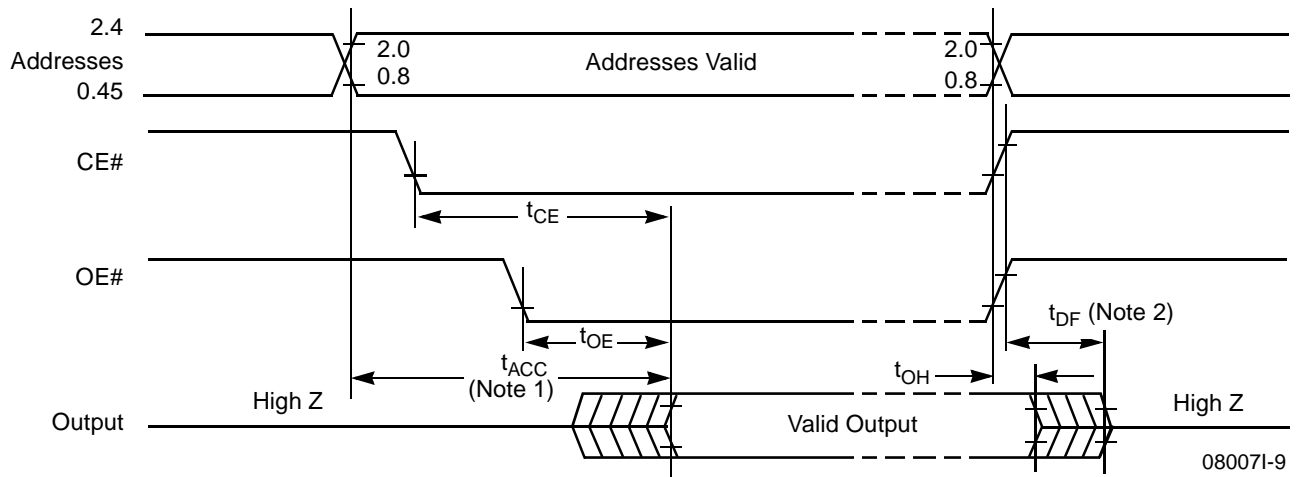 2.4
Addresses
0.45
2.0
0.8
Addresses Valid
2.0
0.8
CE#
tCE
OE#
tOE
tDF (Note 2)
tACC
(Note 1)
tOH
Output
High Z
Valid Output
High Z
08007I-9